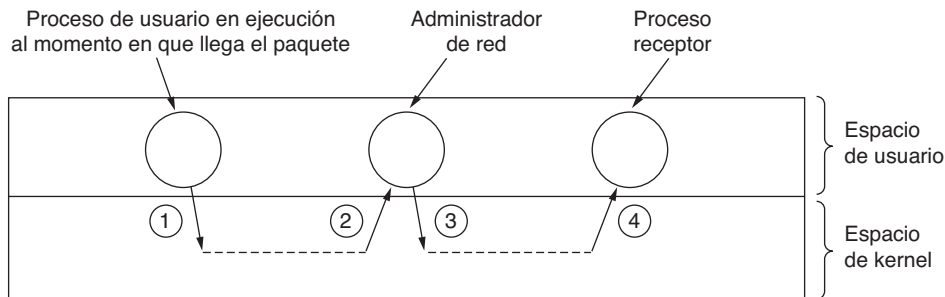 Proceso de usuario en ejecución
al momento en que llega el paquete
Administrador
de red
Proceso
receptor
Espacio
de usuario
1
2
3
4
Espacio
de kernel